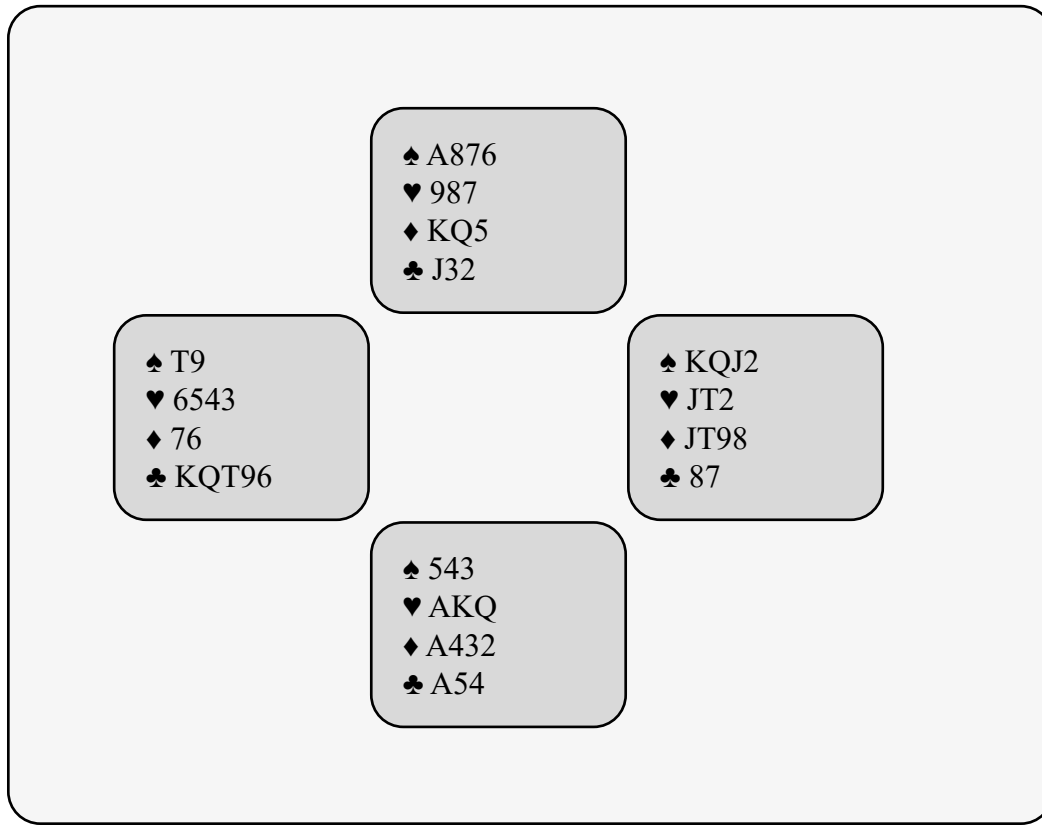 ♠ A876
♥ 987
♦ KQ5
♣ J32
♠ T9
♥ 6543
♦ 76
♣ KQT96
♠ KQJ2
♥ JT2
♦ JT98
♣ 87
♠ 543
♥ AKQ
♦ A432
♣ A54